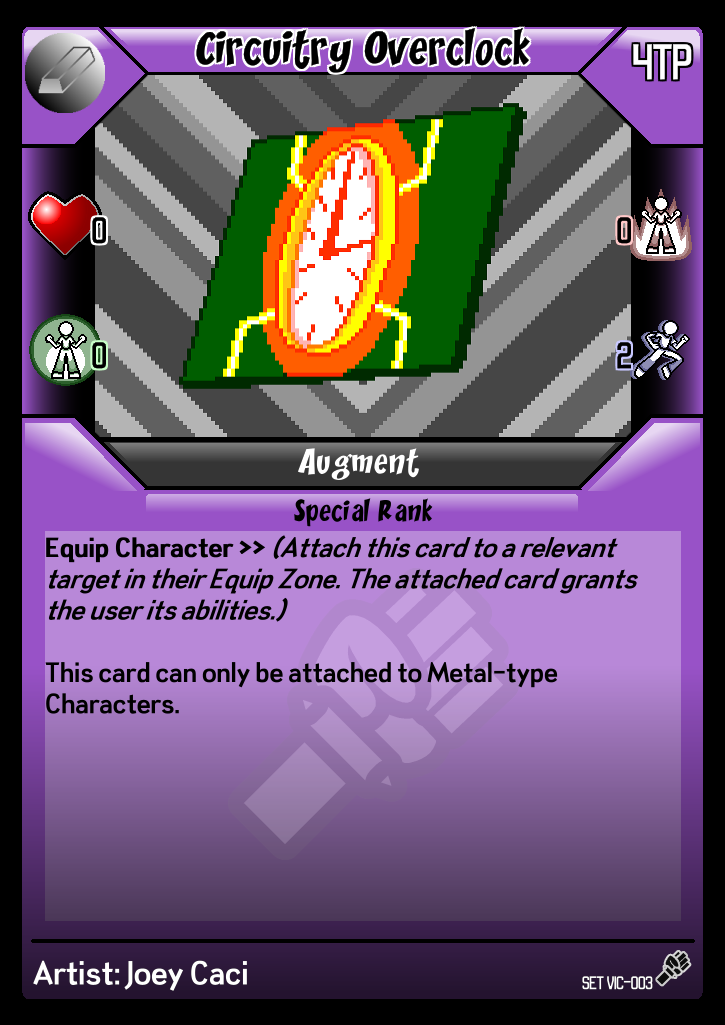 Circuitry Overclock
4TP
0
0
0
2
Augment
Special Rank
Equip Character >> (Attach this card to a relevant
target in their Equip Zone. The attached card grants
the user its abilities.)
This card can only be attached to Metal-type
Characters.
Artist: Joey Caci
SET VIC-003